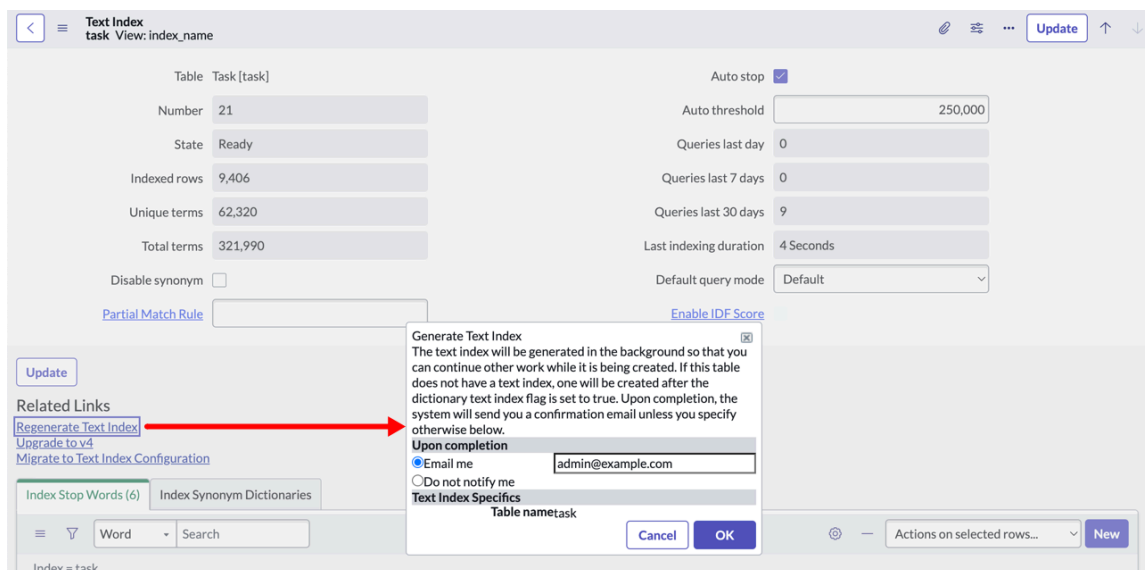 Text Index
task View: index_name
Update
Table Task [task]
Number 21
State Ready
Indexed rows 9,406
Unique terms 62,320
Total terms 321,990
Disable synonym
Partial Match Rule
Auto stop
Auto threshold 250,000
Queries last day 0
Queries last 7 days 0
Queries last 30 days 9
Last indexing duration 4 Seconds
Default query mode Default
Enable IDF Score
Update
Related Links
Regenerate Text Index
Upgrade to v4
Migrate to Text Index Configuration
Generate Text Index
The text index will be generated in the background so that you
can continue other work while it is being created. If this table
does not have a text index, one will be created after the
dictionary text index flag is set to true. Upon completion, the
system will send you a confirmation email unless you specify
otherwise below.
Upon completion
Email me admin@example.com
Do not notify me
Text Index Specifics
Table name task
Cancel OK
Index Stop Words (6) Index Synonym Dictionaries
Word Search Actions on selected rows... New
Index = task